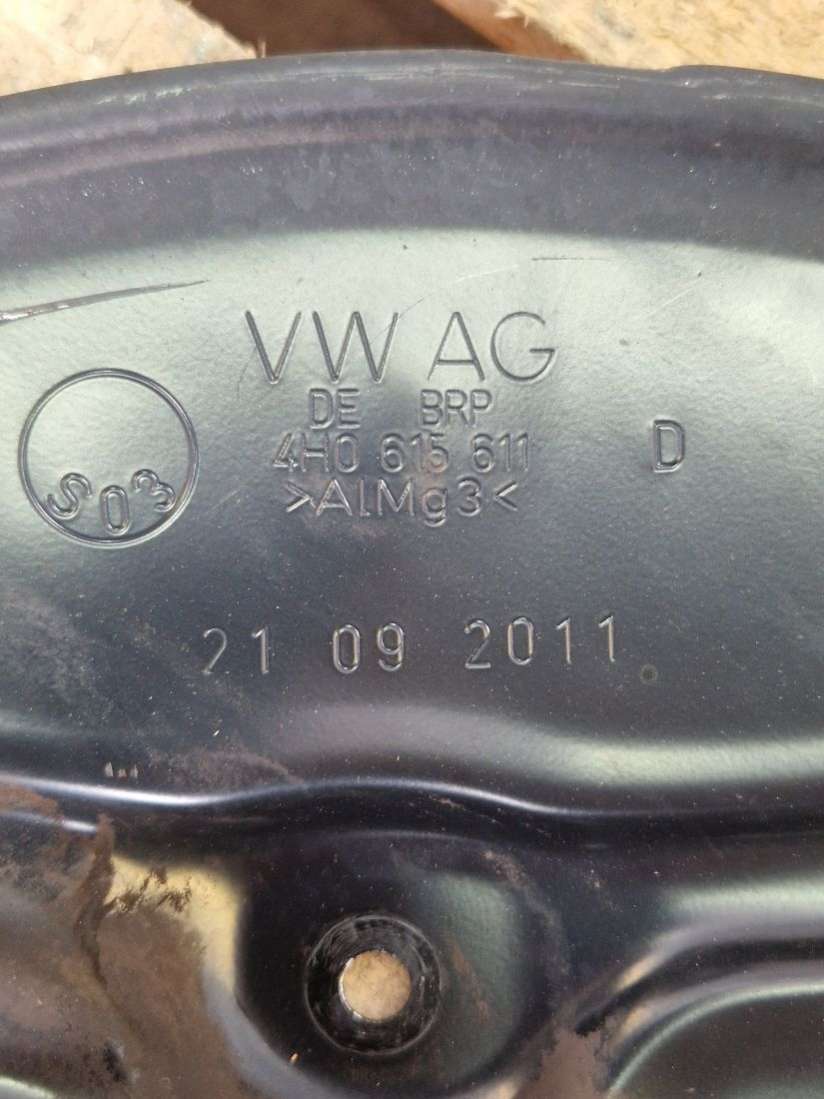 VW AG
DE BRP
4H0 615 611 D
>AlMg3<
S03
21 09 2011